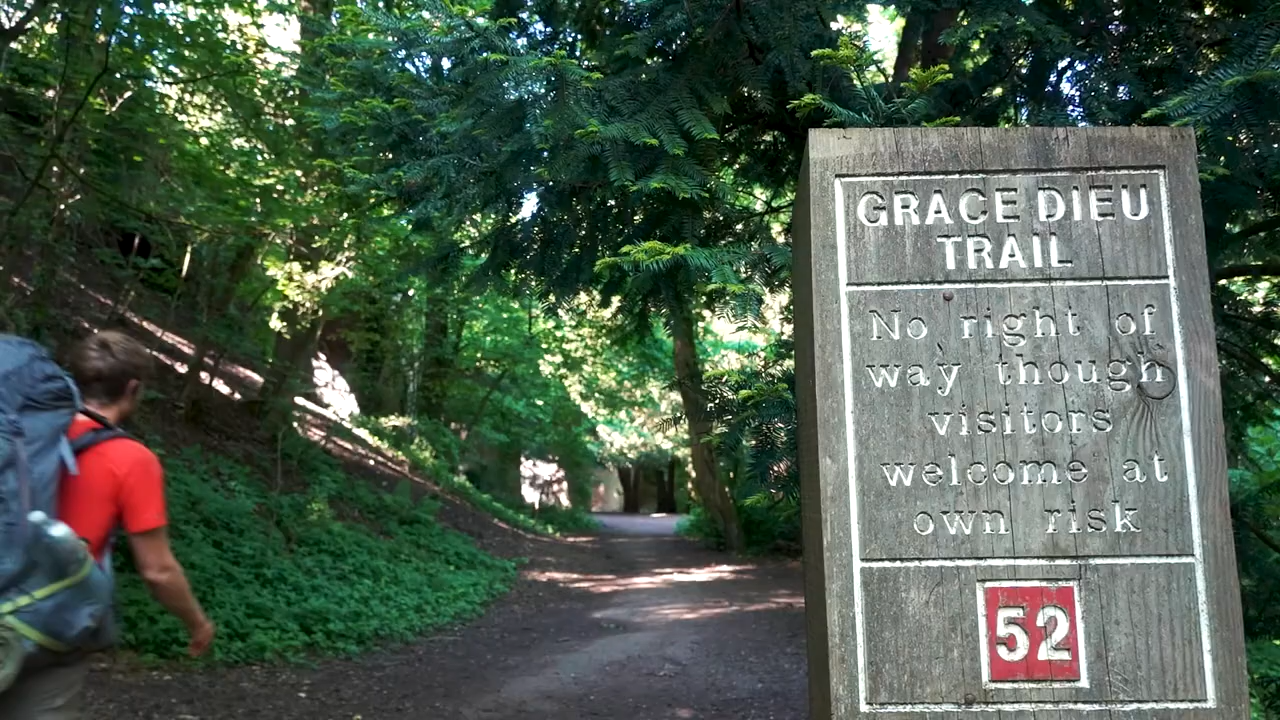 GRACE DIEU
TRAIL
No right of
way though
visitors
welcome at
own risk
52